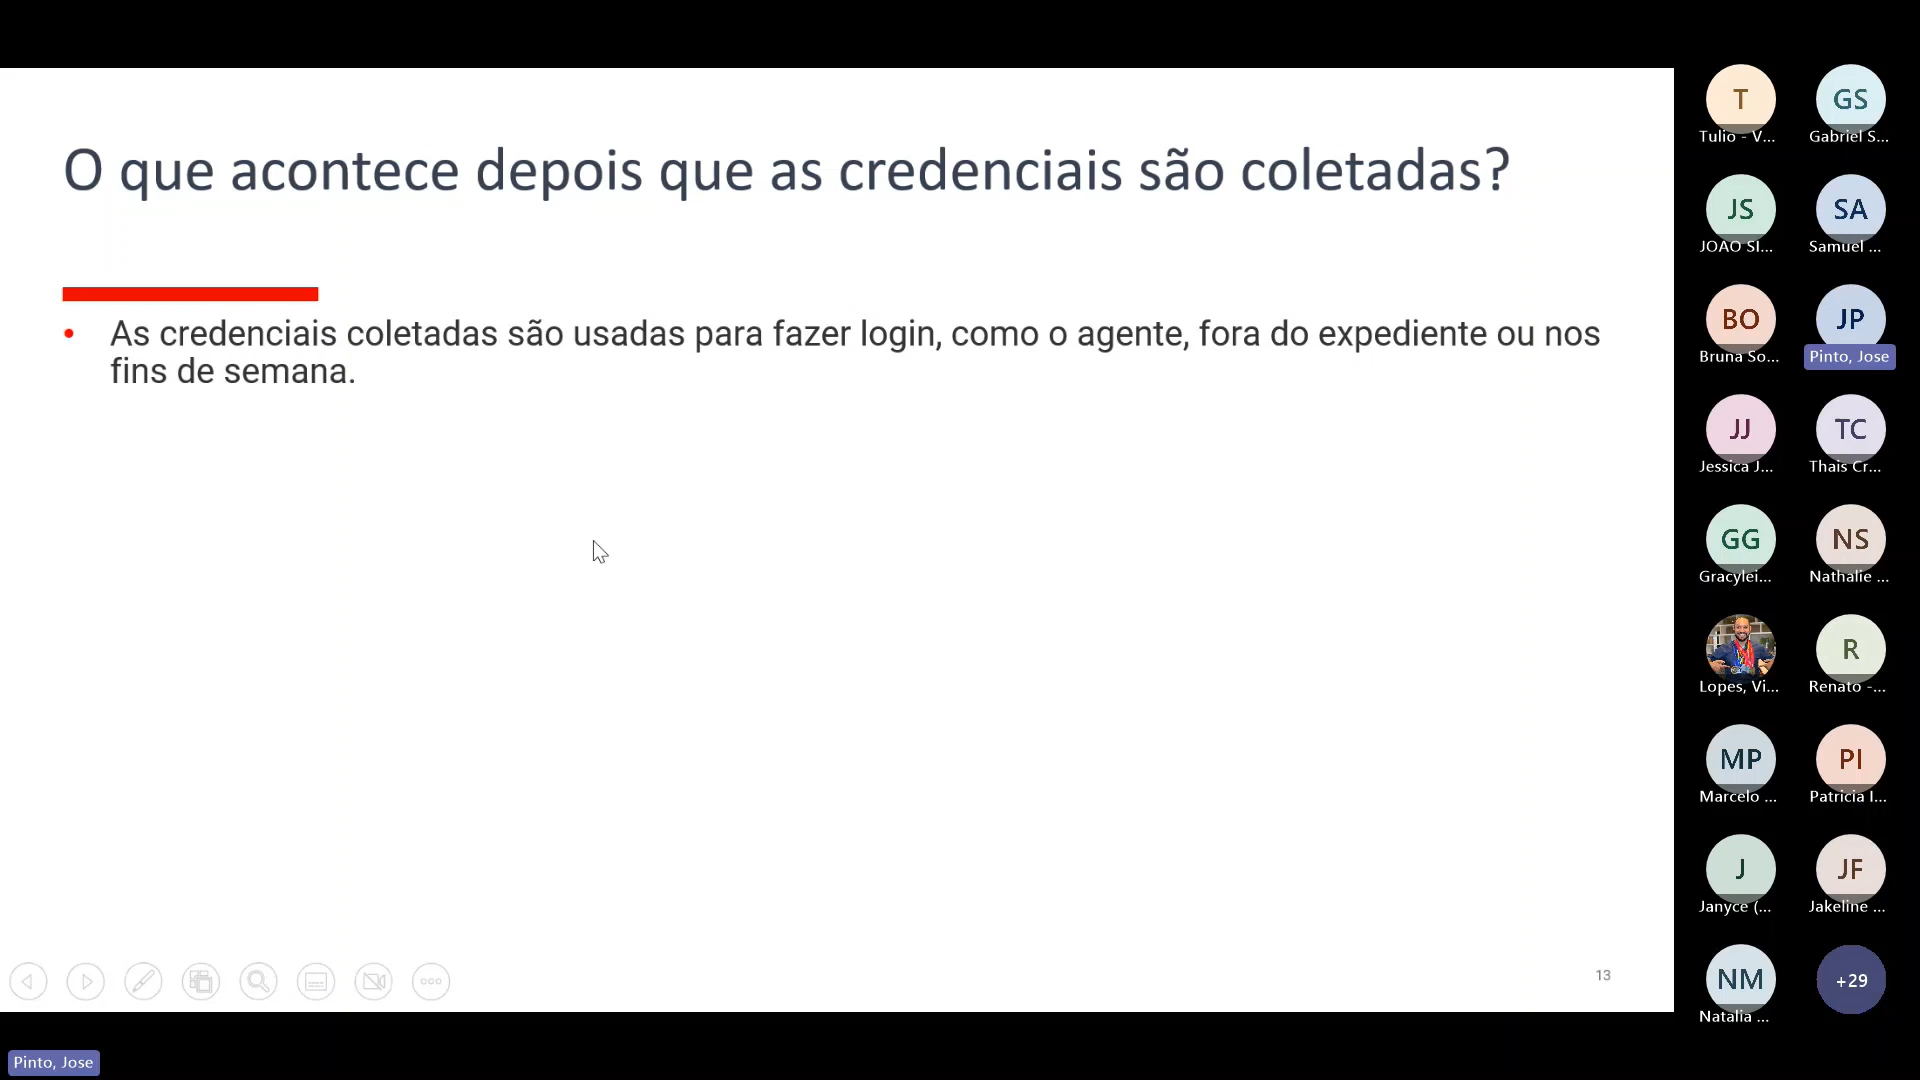 O que acontece depois que as credenciais são coletadas?
• As credenciais coletadas são usadas para fazer login, como o agente, fora do expediente ou nos
fins de semana.
13
T
Tulio - V...
GS
Gabriel S...
JS
JOAO SI...
SA
Samuel ...
BO
Bruna So...
JP
Pinto, Jose
JJ
Jessica J...
TC
Thais Cr...
GG
Gracylei...
NS
Nathalie ...
Lopes, Vi...
R
Renato -...
MP
Marcelo ...
PI
Patricia I...
J
Janyce (...
JF
Jakeline ...
NM
Natalia ...
+29
Pinto, Jose